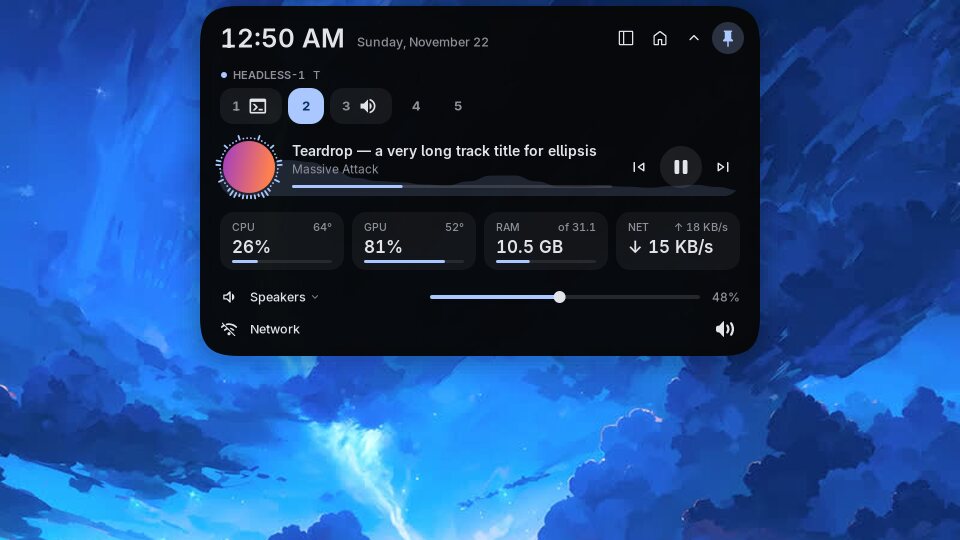 12:50 AM Sunday, November 22
HEADLESS-1 T
1 2 3 4 5
Teardrop — a very long track title for ellipsis
Massive Attack
CPU 64° GPU 52° RAM of 31.1 NET ↑ 18 KB/s
26% 81% 10.5 GB ↓ 15 KB/s
Speakers 48%
Network